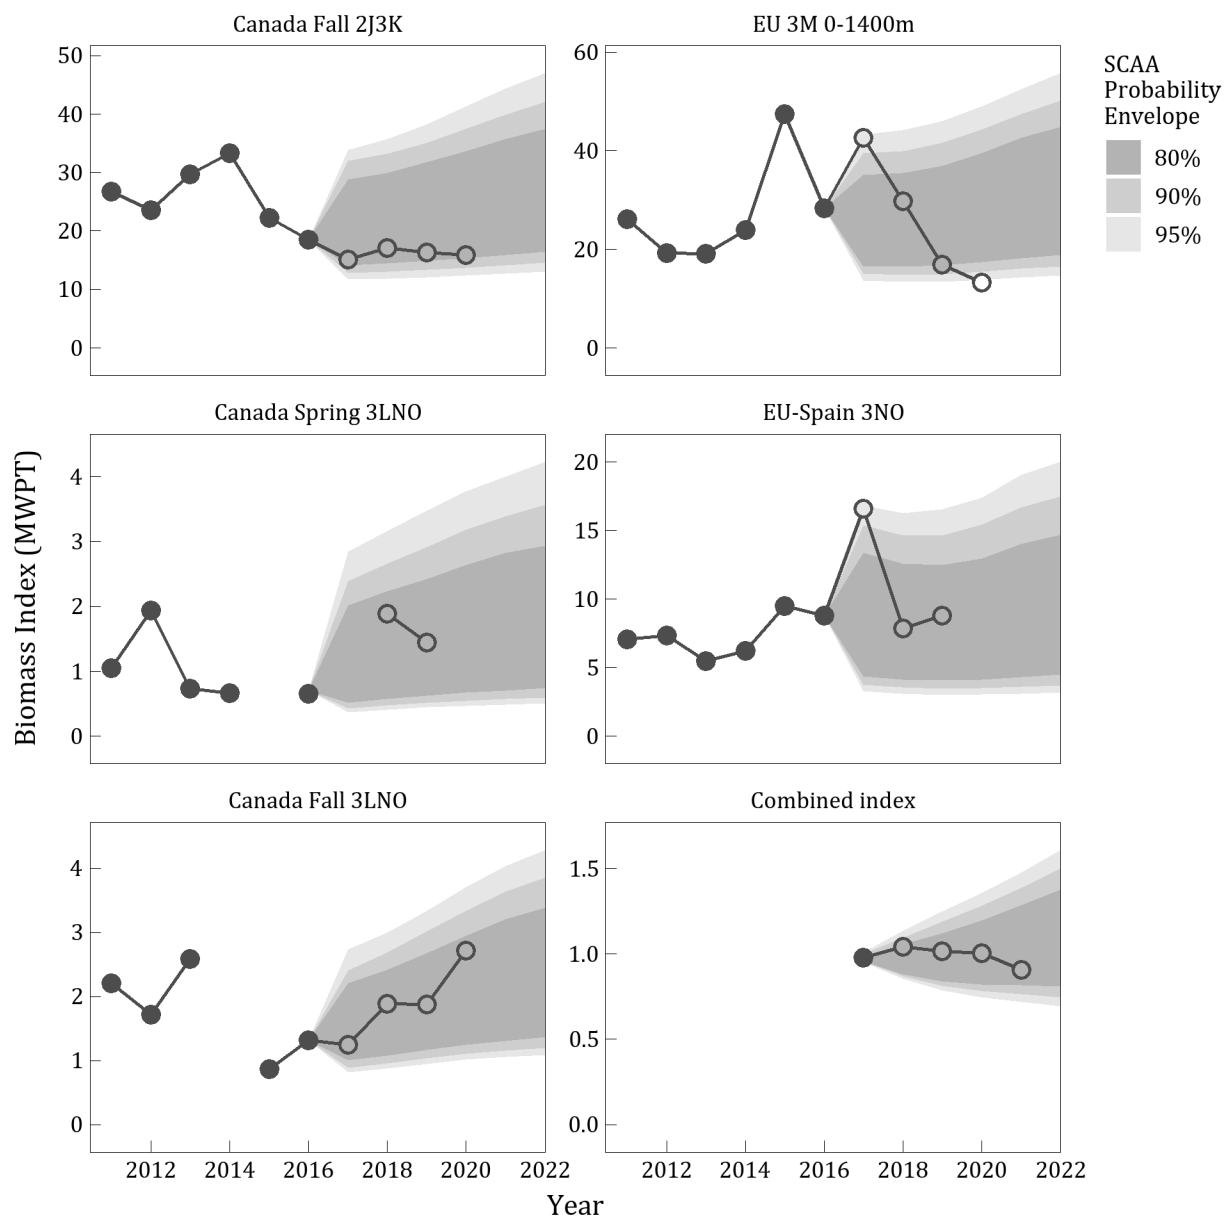 Canada Fall 2J3K
EU 3M 0-1400m
50
40
30
20
10
0
60
40
20
0
SCAA
Probability
Envelope
80%
90%
95%
Canada Spring 3LNO
EU-Spain 3NO
4
3
2
1
0
20
15
10
5
0
Biomass Index (MWPT)
Canada Fall 3LNO
Combined index
4
3
2
1
0
1.5
1.0
0.5
0.0
2012 2014 2016 2018 2020 2022
2012 2014 2016 2018 2020 2022
Year